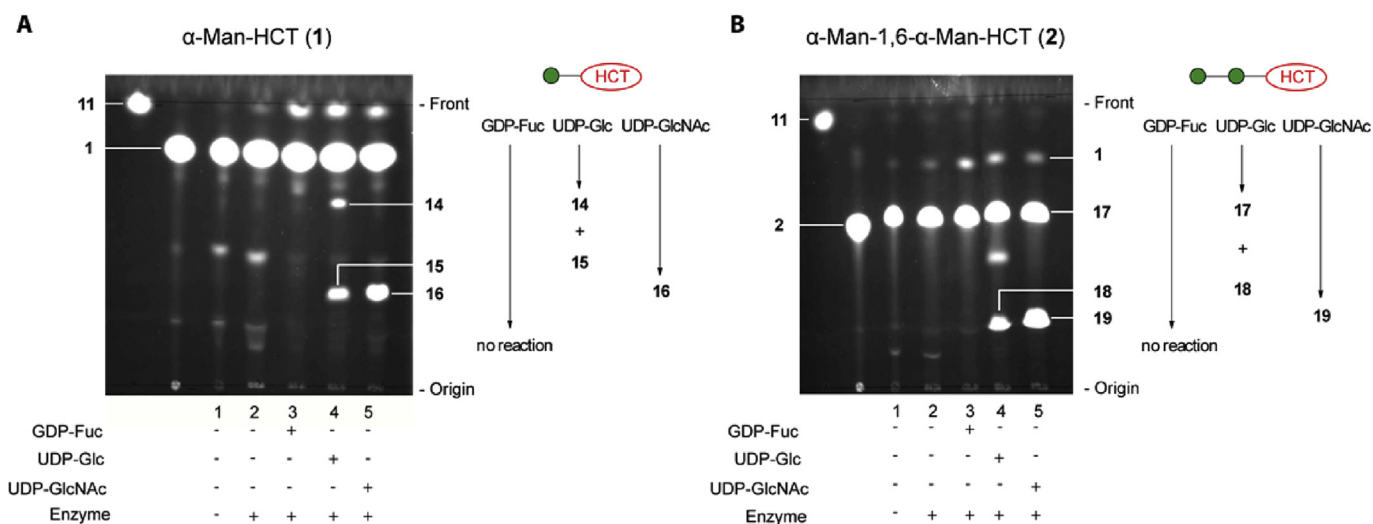 A
α-Man-HCT (1)
11
1
- Front
14
15
16
- Origin
HCT
GDP-Fuc UDP-Glc UDP-GlcNAc
14
+
15
16
no reaction
1 2 3 4 5
GDP-Fuc - - + - -
UDP-Glc - - - + -
UDP-GlcNAc - - - - +
Enzyme - + + + +
B
α-Man-1,6-α-Man-HCT (2)
11
2
- Front
1
17
18
19
- Origin
HCT
GDP-Fuc UDP-Glc UDP-GlcNAc
17
+
18
19
no reaction
1 2 3 4 5
GDP-Fuc - - + - -
UDP-Glc - - - + -
UDP-GlcNAc - - - - +
Enzyme - + + + +